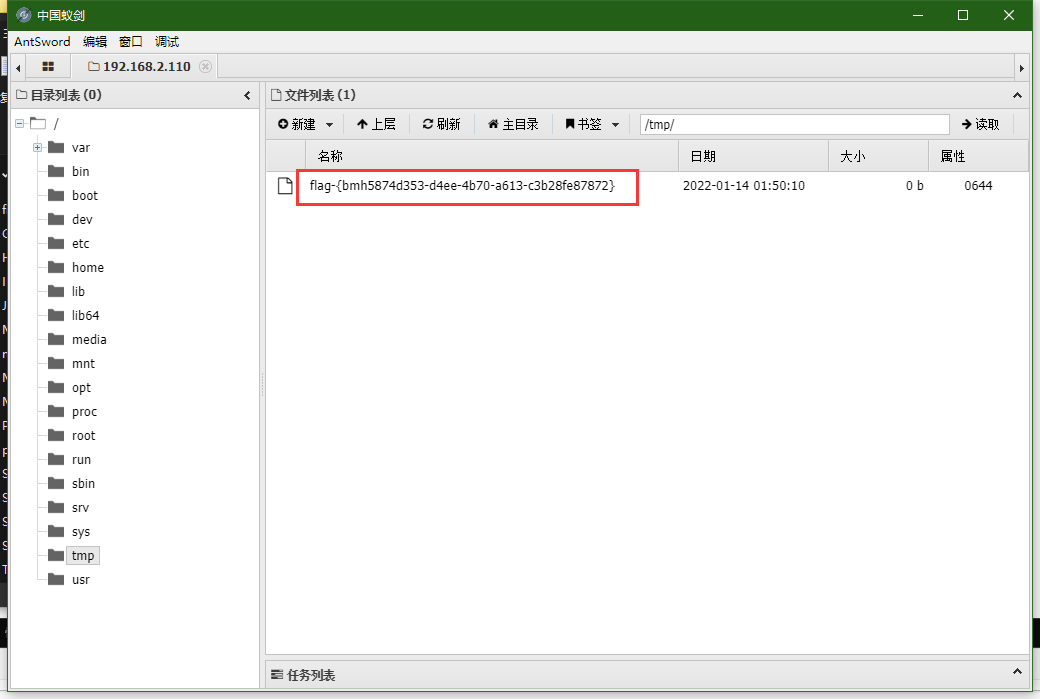 中国蚁剑
AntSword 编辑 窗口 调试
192.168.2.110
目录列表 (0)
文件列表 (1)
新建 上层 刷新 主目录 书签 /tmp/ 读取
名称 日期 大小 属性
flag-{bmh5874d353-d4ee-4b70-a613-c3b28fe87872} 2022-01-14 01:50:10 0 b 0644
/
var
bin
boot
dev
etc
home
lib
lib64
media
mnt
opt
proc
root
run
sbin
srv
sys
tmp
usr
任务列表